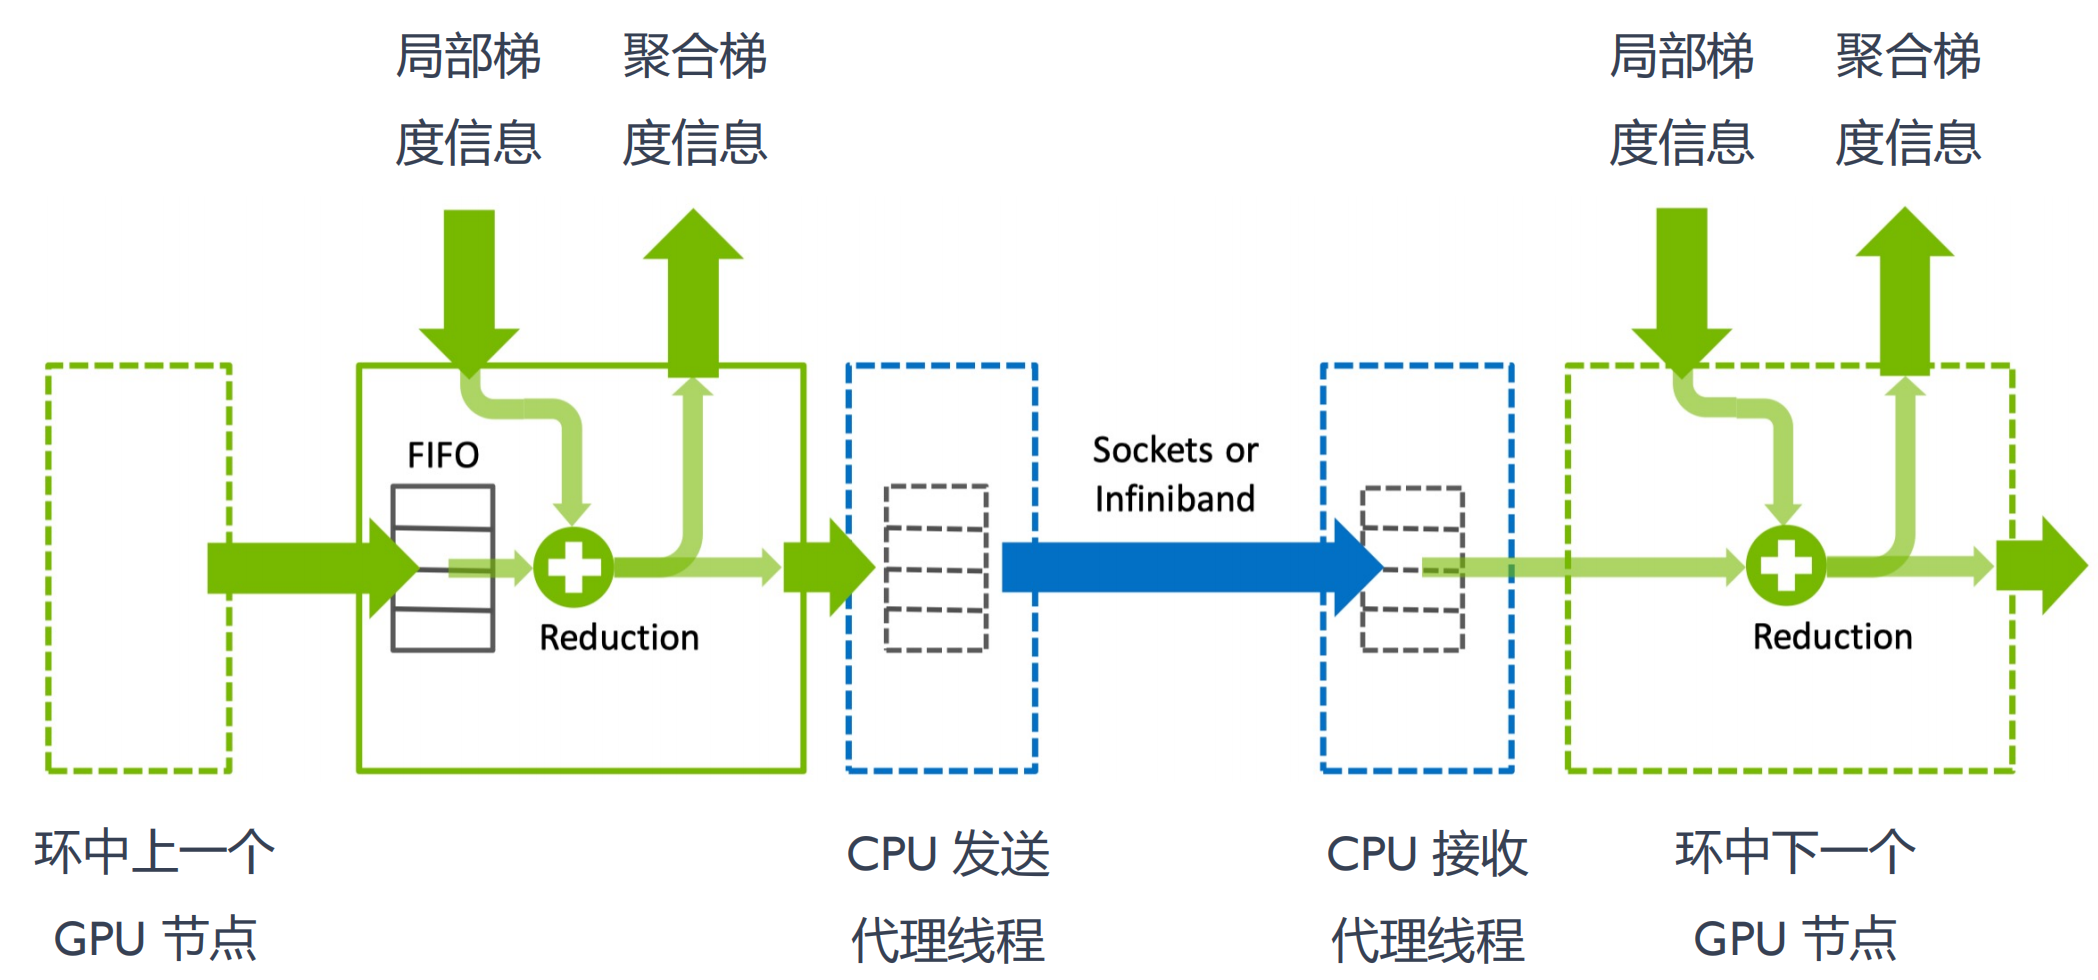 局部梯
度信息
聚合梯
度信息
局部梯
度信息
聚合梯
度信息
FIFO
Reduction
Sockets or
Infiniband
Reduction
环中上一个
GPU 节点
CPU 发送
代理线程
CPU 接收
代理线程
环中下一个
GPU 节点